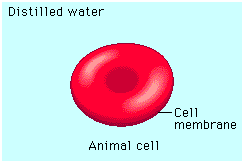 Distilled water
Cell
membrane
Animal cell